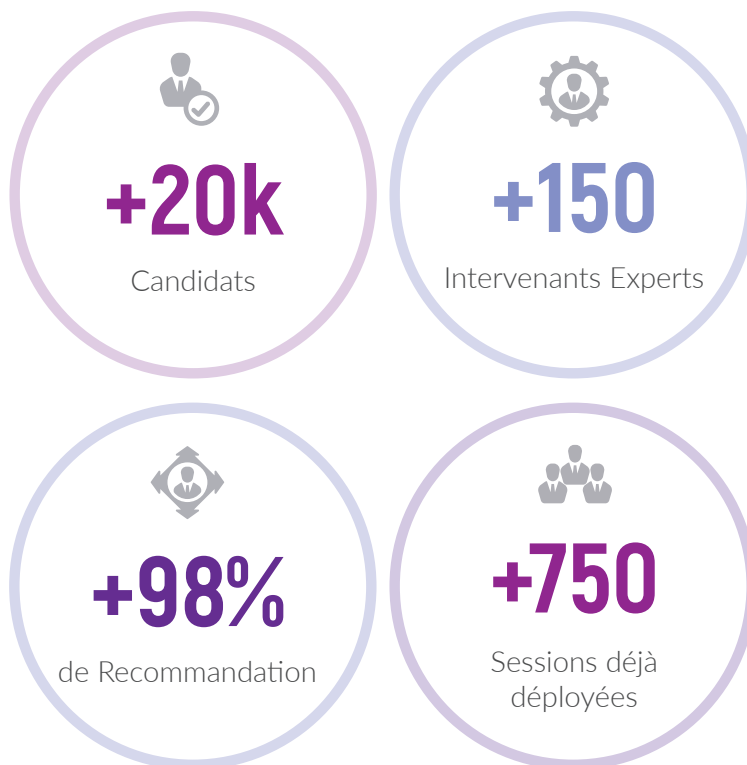 +20k
Candidats
+150
Intervenants Experts
+98%
de Recommandation
+750
Sessions déjà
déployées